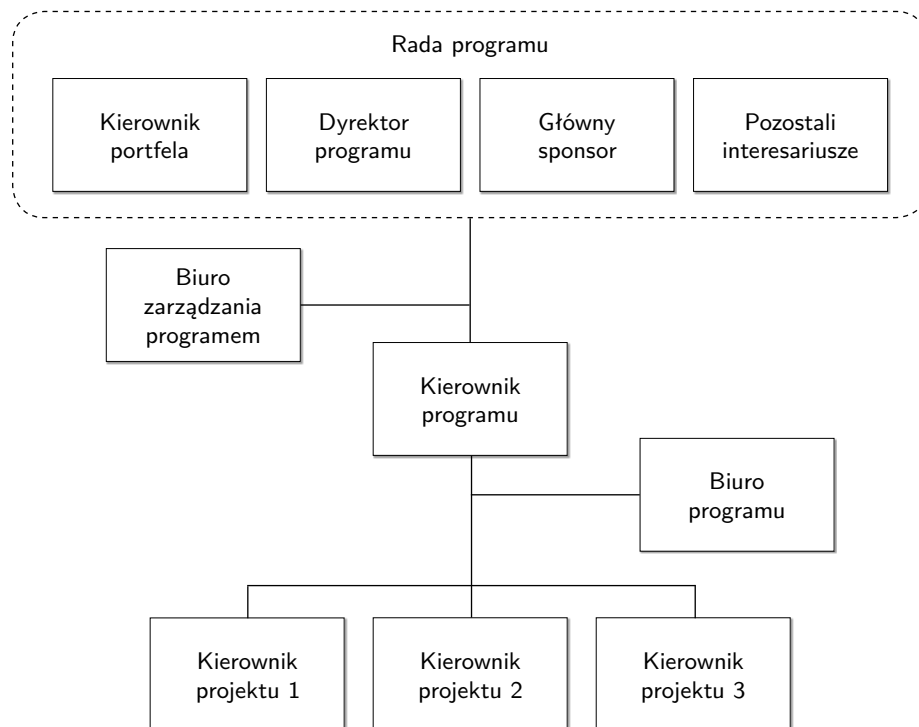 Rada programu
Kierownik
portfela
Dyrektor
programu
Główny
sponsor
Pozostali
interesariusze
Biuro
zarządzania
programem
Kierownik
programu
Biuro
programu
Kierownik
projektu 1
Kierownik
projektu 2
Kierownik
projektu 3